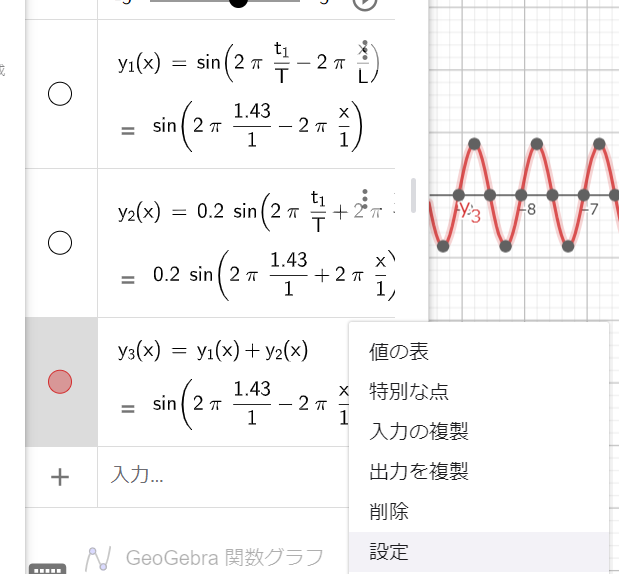 y₁(x) = sin(2 π t₁/T − 2 π x/L)
= sin(2 π 1.43/1 − 2 π x/1)
y₂(x) = 0.2 sin(2 π t₁/T + 2 π
= 0.2 sin(2 π 1.43/1 + 2 π x/1)
y₃(x) = y₁(x) + y₂(x)
= sin(2 π 1.43/1 − 2 π x/1
+ 入力...
GeoGebra 関数グラフ
y₃ -8 -7
値の表
特別な点
入力の複製
出力を複製
削除
設定